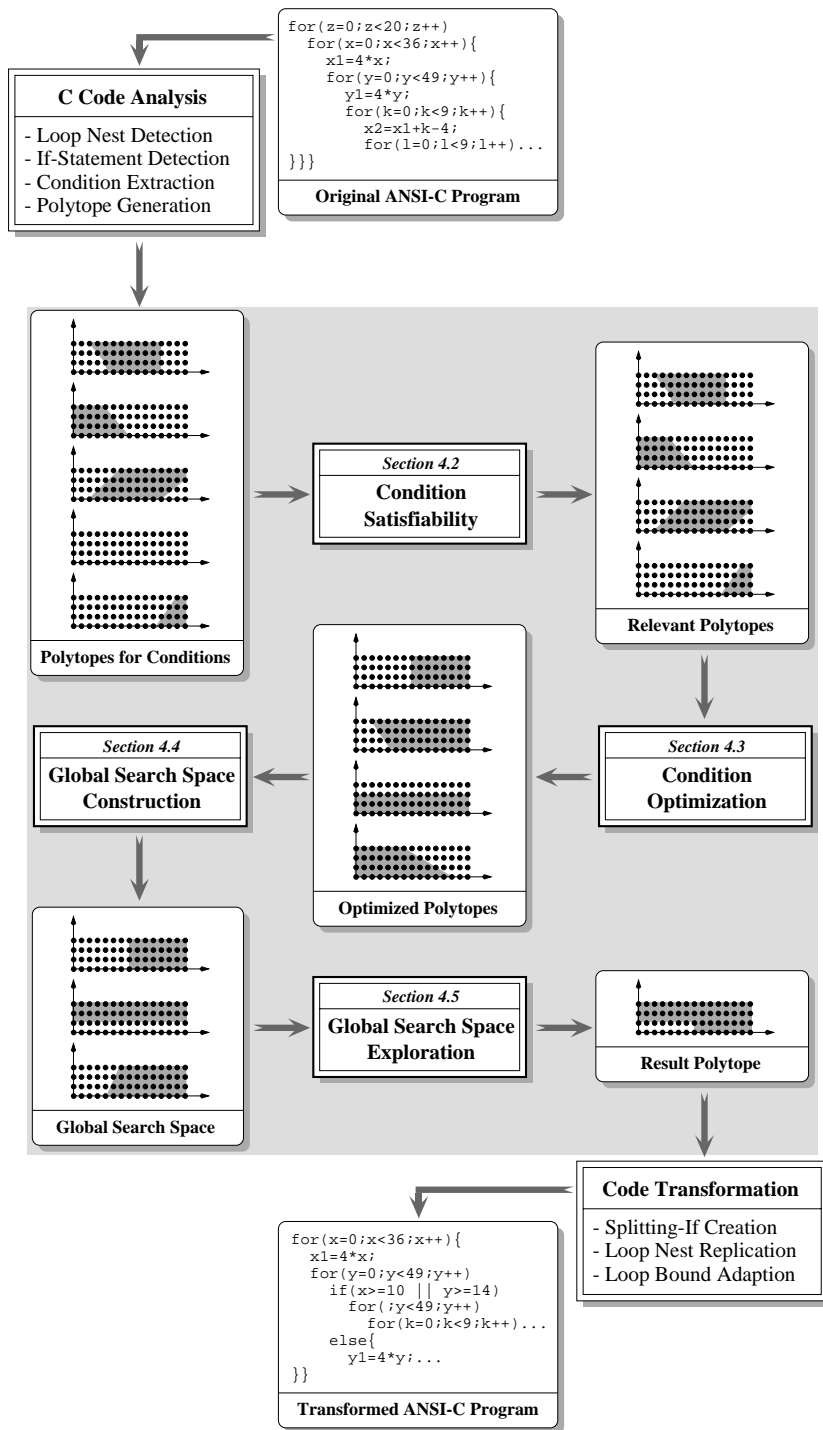 for(z=0;z<20;z++)
for(x=0;x<36;x++){
x1=4*x;
for(y=0;y<49;y++){
y1=4*y;
for(k=0;k<9;k++){
x2=x1+k-4;
for(l=0;l<9;l++)...
}}}
Original ANSI-C Program
C Code Analysis
- Loop Nest Detection
- If-Statement Detection
- Condition Extraction
- Polytope Generation
Polytopes for Conditions
Section 4.2
Condition
Satisfiability
Relevant Polytopes
Section 4.3
Condition
Optimization
Optimized Polytopes
Section 4.4
Global Search Space
Construction
Global Search Space
Section 4.5
Global Search Space
Exploration
Result Polytope
Code Transformation
- Splitting-If Creation
- Loop Nest Replication
- Loop Bound Adaption
for(x=0;x<36;x++){
x1=4*x;
for(y=0;y<49;y++)
if(x>=10 || y>=14)
for(;y<49;y++)
for(k=0;k<9;k++)...
else{
y1=4*y;...
}}
Transformed ANSI-C Program